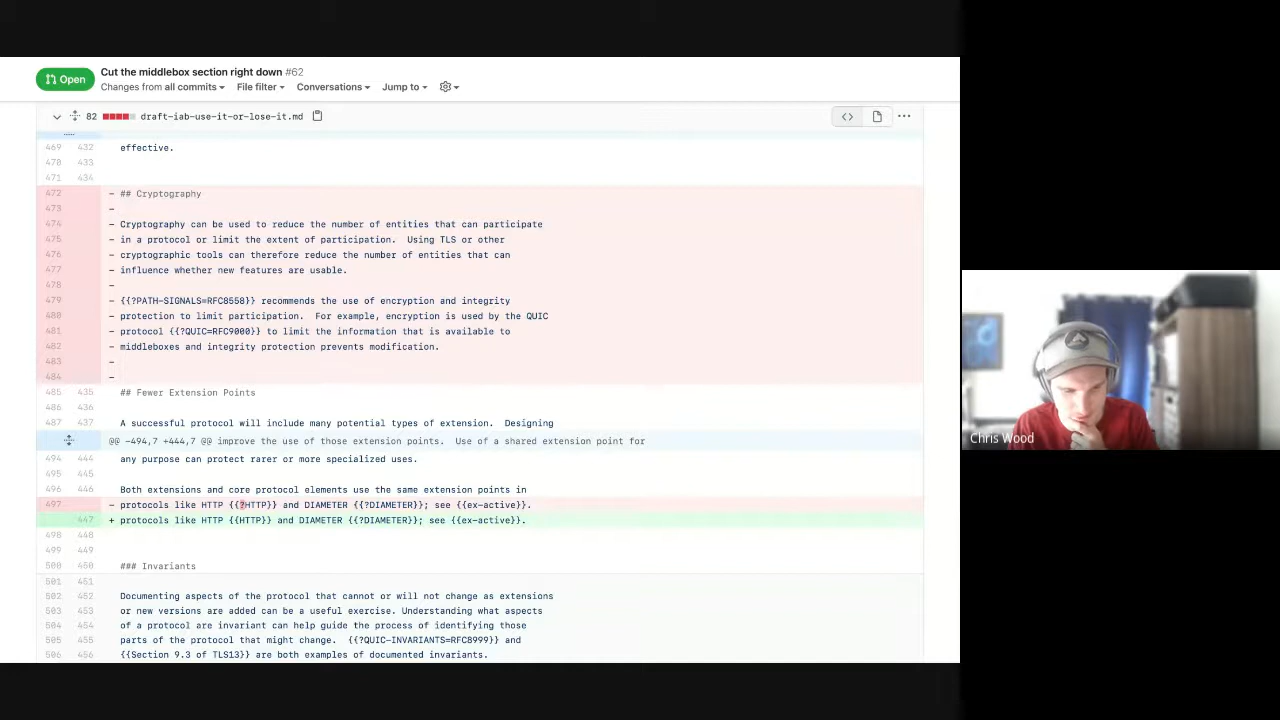 Open
Cut the middlebox section right down #62
Changes from all commits File filter Conversations Jump to
82 draft-iab-use-it-or-lose-it.md
469 432 effective.
470 433
471 434
472 - ## Cryptography
473 -
474 - Cryptography can be used to reduce the number of entities that can participate
475 - in a protocol or limit the extent of participation. Using TLS or other
476 - cryptographic tools can therefore reduce the number of entities that can
477 - influence whether new features are usable.
478 -
479 - {{?PATH-SIGNALS=RFC8558}} recommends the use of encryption and integrity
480 - protection to limit participation. For example, encryption is used by the QUIC
481 - protocol {{?QUIC=RFC9000}} to limit the information that is available to
482 - middleboxes and integrity protection prevents modification.
483 -
484 -
485 435 ## Fewer Extension Points
486 436
487 437 A successful protocol will include many potential types of extension. Designing
@@ -494,7 +444,7 @@ improve the use of those extension points. Use of a shared extension point for
494 444 any purpose can protect rarer or more specialized uses.
495 445
496 446 Both extensions and core protocol elements use the same extension points in
497 - protocols like HTTP {{?HTTP}} and DIAMETER {{?DIAMETER}}; see {{ex-active}}.
447 + protocols like HTTP {{HTTP}} and DIAMETER {{?DIAMETER}}; see {{ex-active}}.
498 448
499 449
500 450 ### Invariants
501 451
502 452 Documenting aspects of the protocol that cannot or will not change as extensions
503 453 or new versions are added can be a useful exercise. Understanding what aspects
504 454 of a protocol are invariant can help guide the process of identifying those
505 455 parts of the protocol that might change. {{?QUIC-INVARIANTS=RFC8999}} and
506 456 {{Section 9.3 of TLS13}} are both examples of documented invariants.
Chris Wood